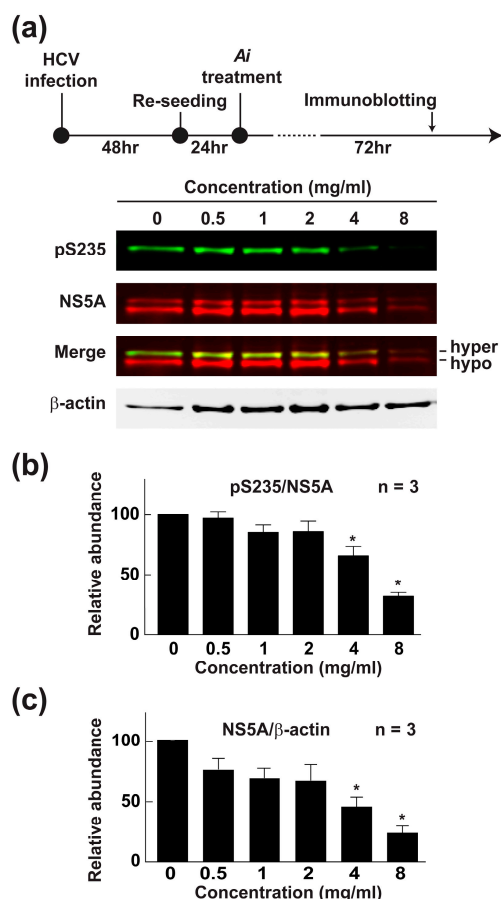 (a)
HCV
infection
Ai
treatment
Re-seeding
Immunoblotting
48hr
24hr
72hr
Concentration (mg/ml)
0 0.5 1 2 4 8
pS235
NS5A
Merge
hyper
hypo
β-actin
(b)
pS235/NS5A n = 3
Relative abundance
100
50
0
* *
0 0.5 1 2 4 8
Concentration (mg/ml)
(c)
NS5A/β-actin n = 3
Relative abundance
100
50
0
* *
0 0.5 1 2 4 8
Concentration (mg/ml)